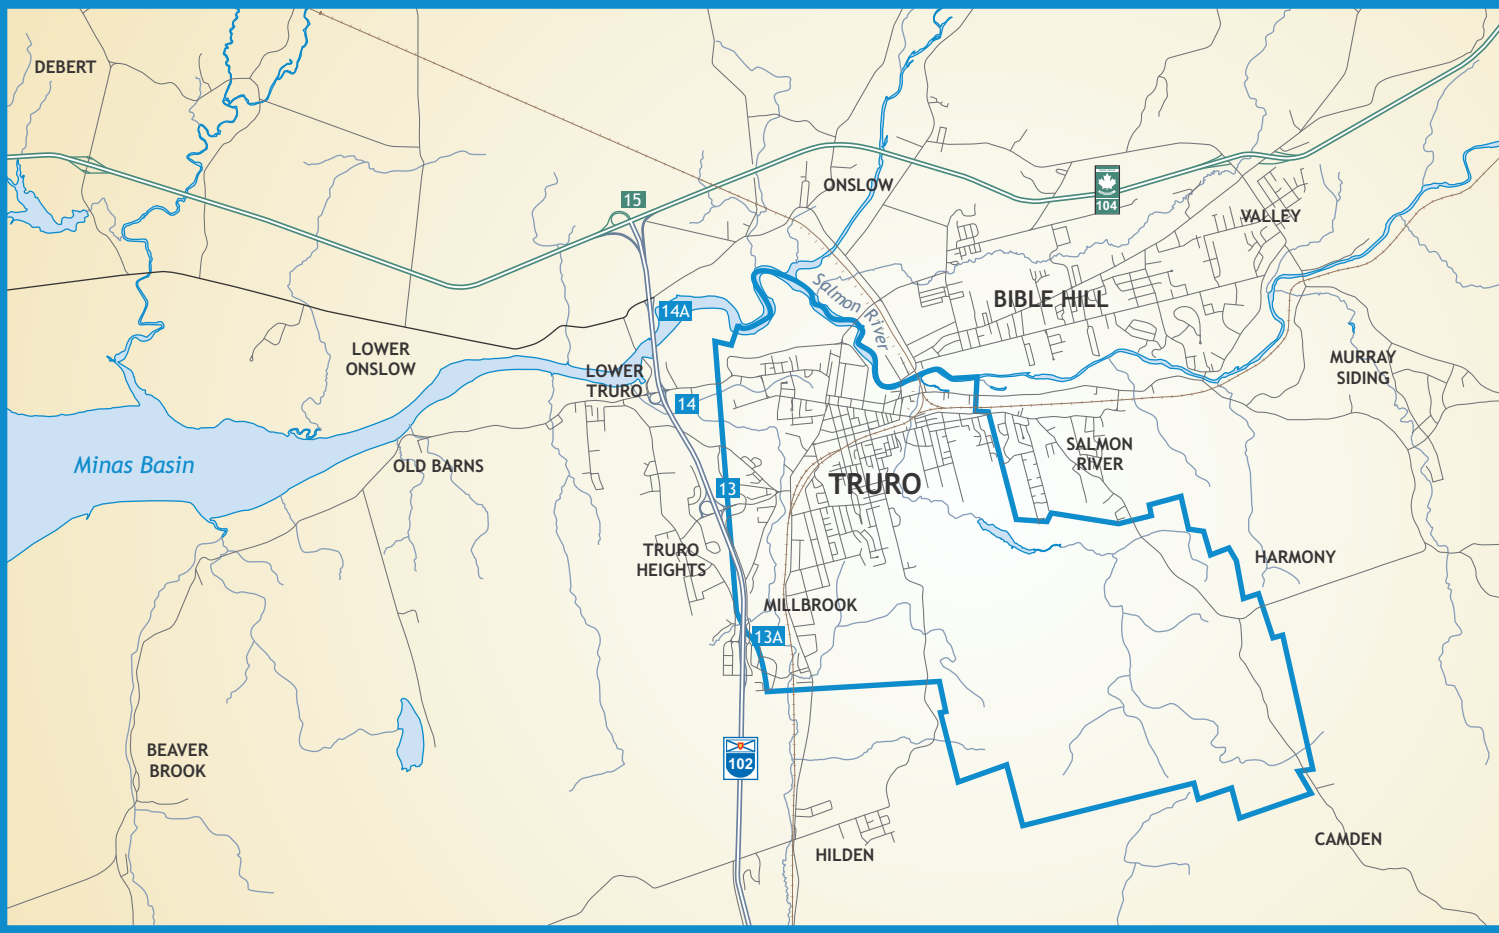 DEBERT
15
ONSLOW
104
VALLEY
BIBLE HILL
Salmon River
14A
LOWER
ONSLOW
LOWER
TRURO
MURRAY
SIDING
14
SALMON
RIVER
Minas Basin
OLD BARNS
TRURO
13
TRURO
HEIGHTS
HARMONY
MILLBROOK
13A
BEAVER
BROOK
102
HILDEN
CAMDEN